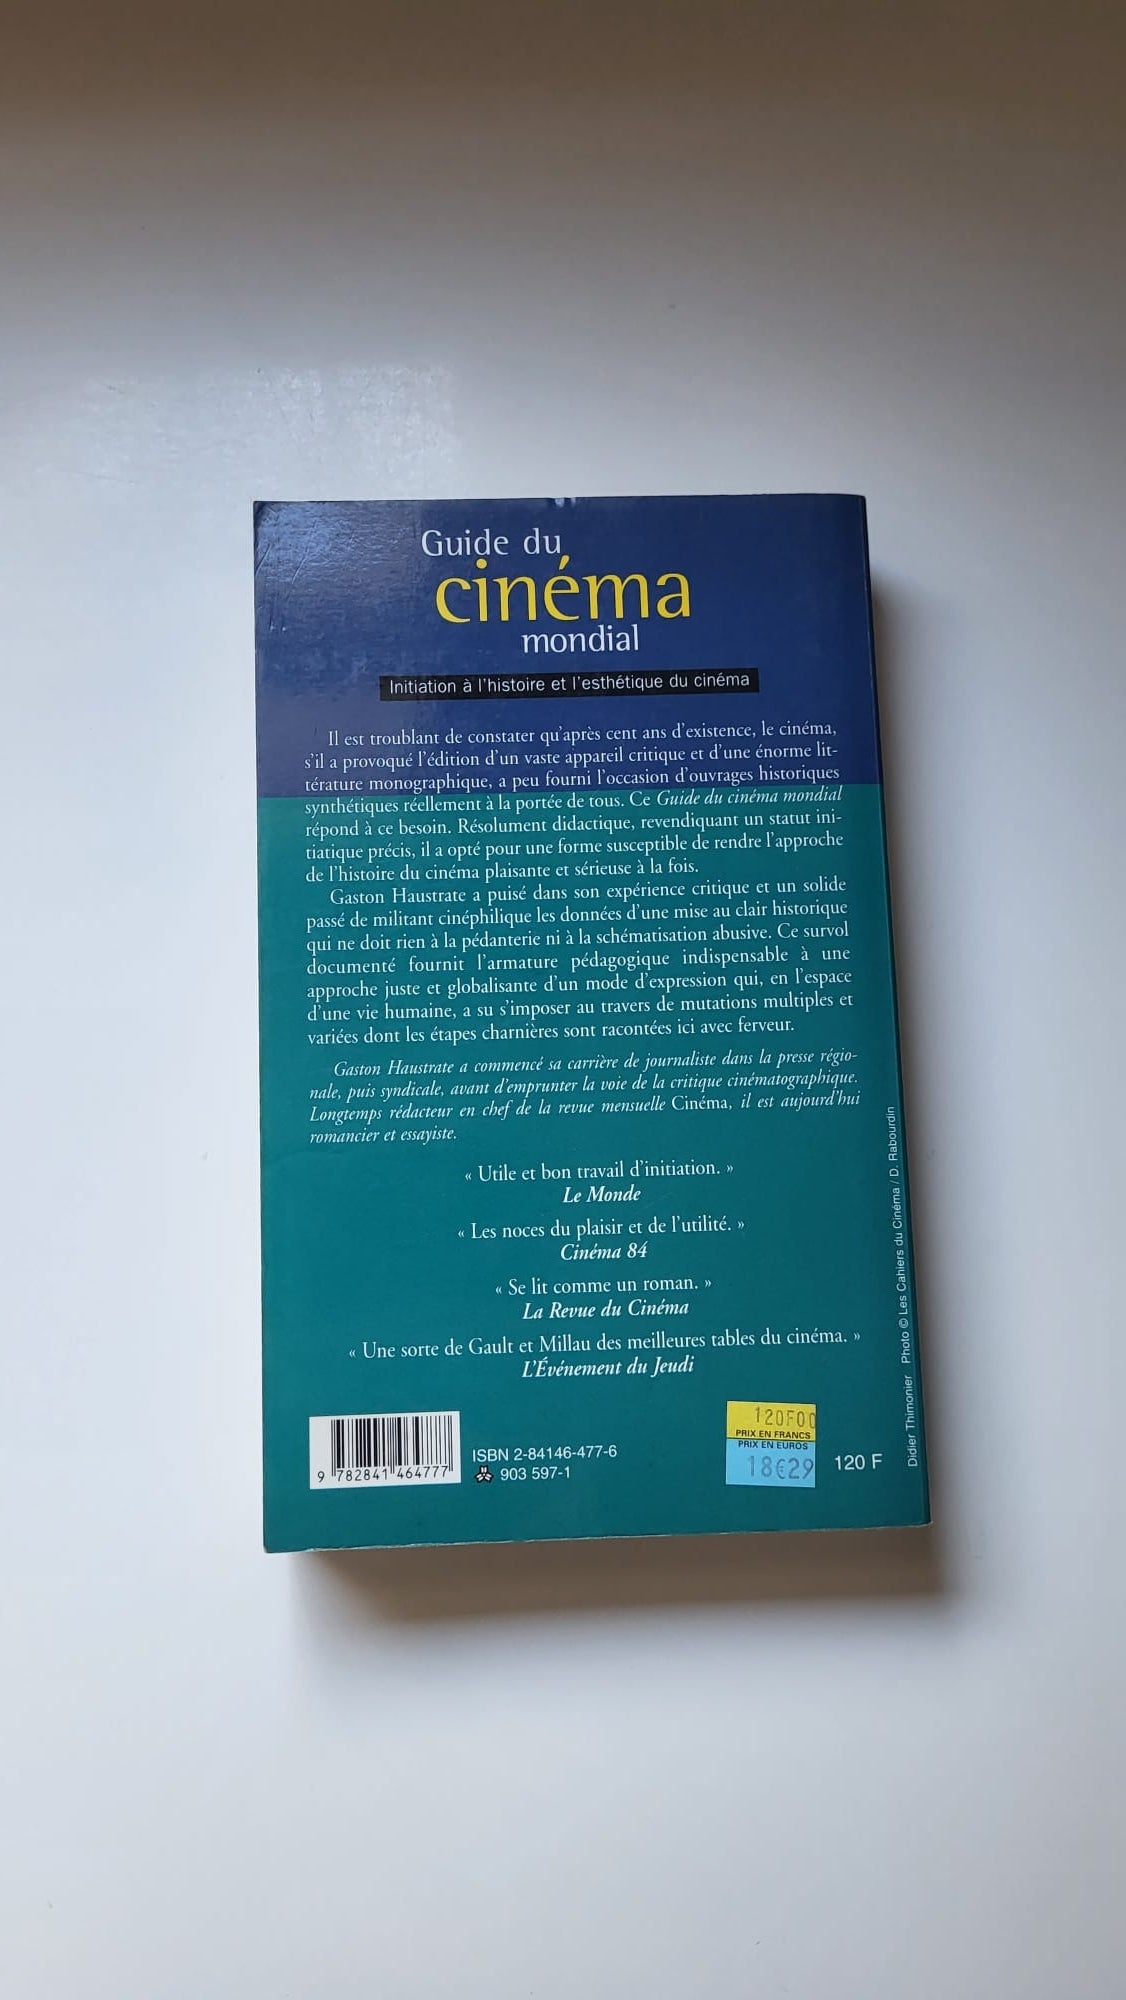 Guide du
cinéma
mondial
Initiation à l'histoire et l'esthétique du cinéma
Il est troublant de constater qu'après cent ans d'existence, le cinéma,
s'il a provoqué l'édition d'un vaste appareil critique et d'une énorme lit-
térature monographique, a peu fourni l'occasion d'ouvrages historiques
synthétiques réellement à la portée de tous. Ce Guide du cinéma mondial
répond à ce besoin. Résolument didactique, revendiquant un statut ini-
tiatique précis, il a opté pour une forme susceptible de rendre l'approche
de l'histoire du cinéma plaisante et sérieuse à la fois.
Gaston Haustrate a puisé dans son expérience critique et un solide
passé de militant cinéphilique les données d'une mise au clair historique
qui ne doit rien à la pédanterie ni à la schématisation abusive. Ce survol
documenté fournit l'armature pédagogique indispensable à une
approche juste et globalisante d'un mode d'expression qui, en l'espace
d'une vie humaine, a su s'imposer au travers de mutations multiples et
variées dont les étapes charnières sont racontées ici avec ferveur.
Gaston Haustrate a commencé sa carrière de journaliste dans la presse régio-
nale, puis syndicale, avant d'emprunter la voie de la critique cinématographique.
Longtemps rédacteur en chef de la revue mensuelle Cinéma, il est aujourd'hui
romancier et essayiste.
« Utile et bon travail d'initiation. »
Le Monde
« Les noces du plaisir et de l'utilité. »
Cinéma 84
« Se lit comme un roman. »
La Revue du Cinéma
« Une sorte de Gault et Millau des meilleures tables du cinéma. »
L'Événement du Jeudi
9 782841 464777
ISBN 2-84146-477-6
903 597-1
120F00
PRIX EN FRANCS
PRIX EN EUROS
18€29
120 F
Didier Thimonier Photo © Les Cahiers du Cinéma / D. Rabourdin